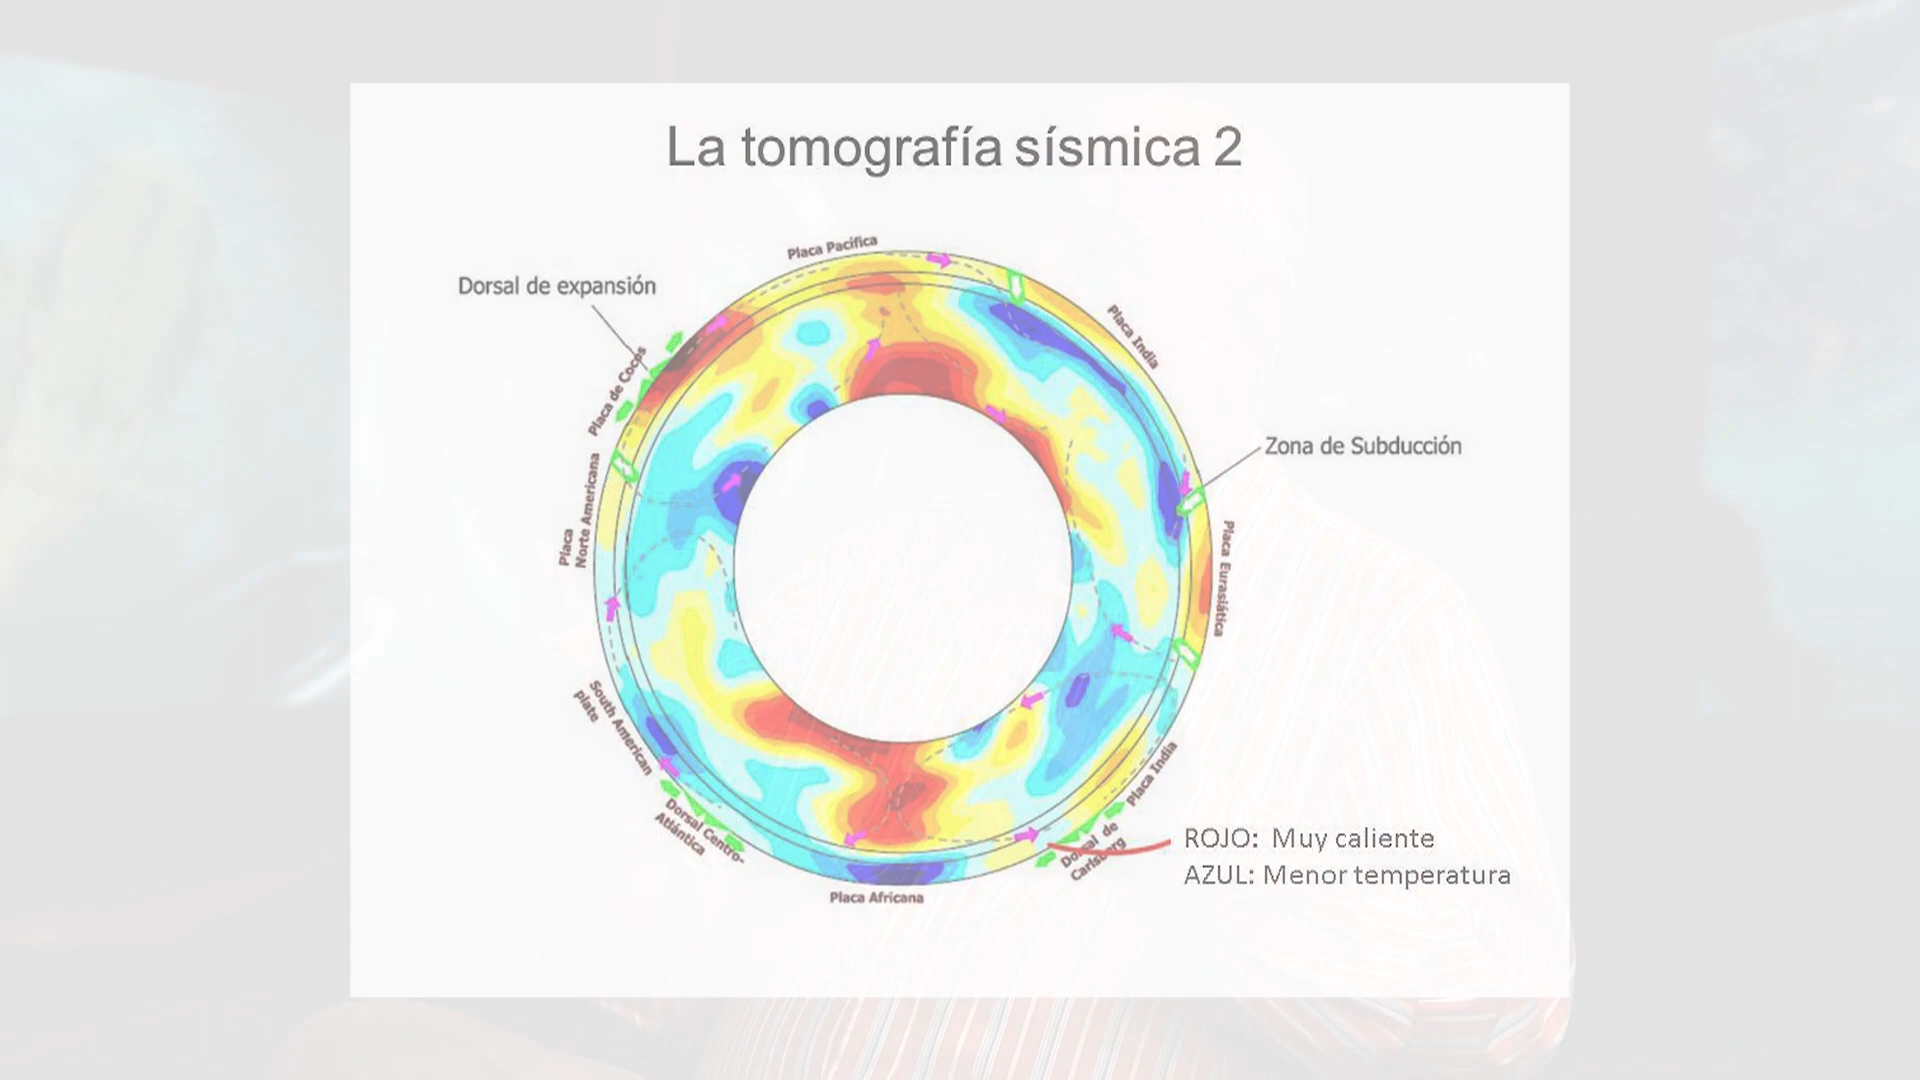 La tomografía sísmica 2
Placa Pacífica
Dorsal de expansión
Placa India
Placa de Cocos
Zona de Subducción
Placa
Norte Americana
Placa Eurasiática
South American
plate
Placa India
Dorsal Centro-
Atlántica
Dorsal de
Carlsberg
ROJO: Muy caliente
AZUL: Menor temperatura
Placa Africana